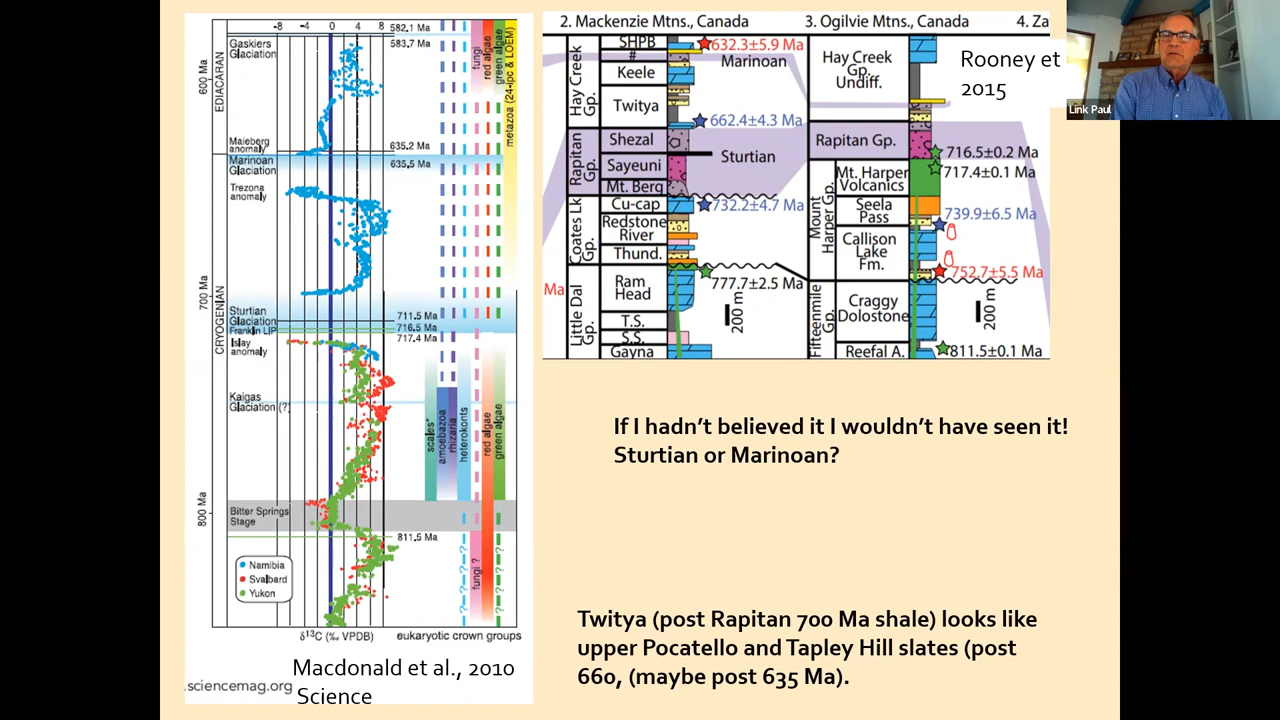 -8 -4 0 4 8
582.1 Ma
Gaskiers
Glaciation
583.7 Ma
600 Ma
EDIACARAN
fungi
red algae
green algae
metazoa (24-ipc & LOEM)
Maieberg
anomaly
635.2 Ma
Marinoan
Glaciation
635.5 Ma
Trezona
anomaly
700 Ma
CRYOGENIAN
Sturtian
Glaciation
711.5 Ma
Franklin LIP
716.5 Ma
717.4 Ma
Islay
anomaly
Kaigas
Glaciation (?)
scales*
amoebazoa
rhizaria
heterokonts
red algae
green algae
800 Ma
Bitter Springs
Stage
811.5 Ma
Namibia
Svalbard
Yukon
?--?--?--?
fungi ?
?--?--?--?
δ¹³C (‰ VPDB)
eukaryotic crown groups
Macdonald et al., 2010
.sciencemag.org
Science
2. Mackenzie Mtns., Canada
3. Ogilvie Mtns., Canada
4. Za
Hay Creek
Gp.
SHPB
#
Keele
Twitya
632.3±5.9 Ma
Marinoan
662.4±4.3 Ma
Rapitan
Gp.
Shezal
Sayeuni
Mt. Berg
Sturtian
Coates Lk
Gp.
Cu-cap
Redstone
River
Thund.
732.2±4.7 Ma
Ma
Little Dal
Gp.
Ram
Head
T.S.
S.S.
Gayna
777.7±2.5 Ma
200 m
Hay Creek
Gp.
Undiff.
Rapitan Gp.
716.5±0.2 Ma
Mount
Harper Gp.
Mt. Harper
Volcanics
717.4±0.1 Ma
Seela
Pass
739.9±6.5 Ma
Callison
Lake
Fm.
752.7±5.5 Ma
Fifteenmile
Gp.
Craggy
Dolostone
Reefal A.
200 m
811.5±0.1 Ma
Rooney et
2015
Link Paul
If I hadn't believed it I wouldn't have seen it!
Sturtian or Marinoan?
Twitya (post Rapitan 700 Ma shale) looks like
upper Pocatello and Tapley Hill slates (post
660, (maybe post 635 Ma).